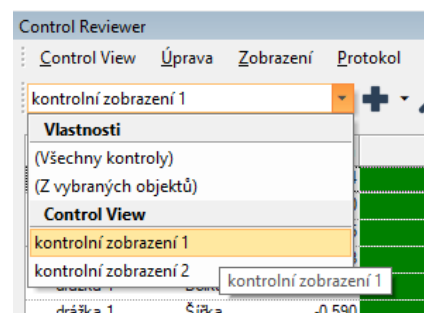 Control Reviewer
Control View Úprava Zobrazení Protokol
kontrolní zobrazení 1
Vlastnosti
(Všechny kontroly)
(Z vybraných objektů)
Control View
kontrolní zobrazení 1
kontrolní zobrazení 2
kontrolní zobrazení 1
drážka 1 Šířka -0.590